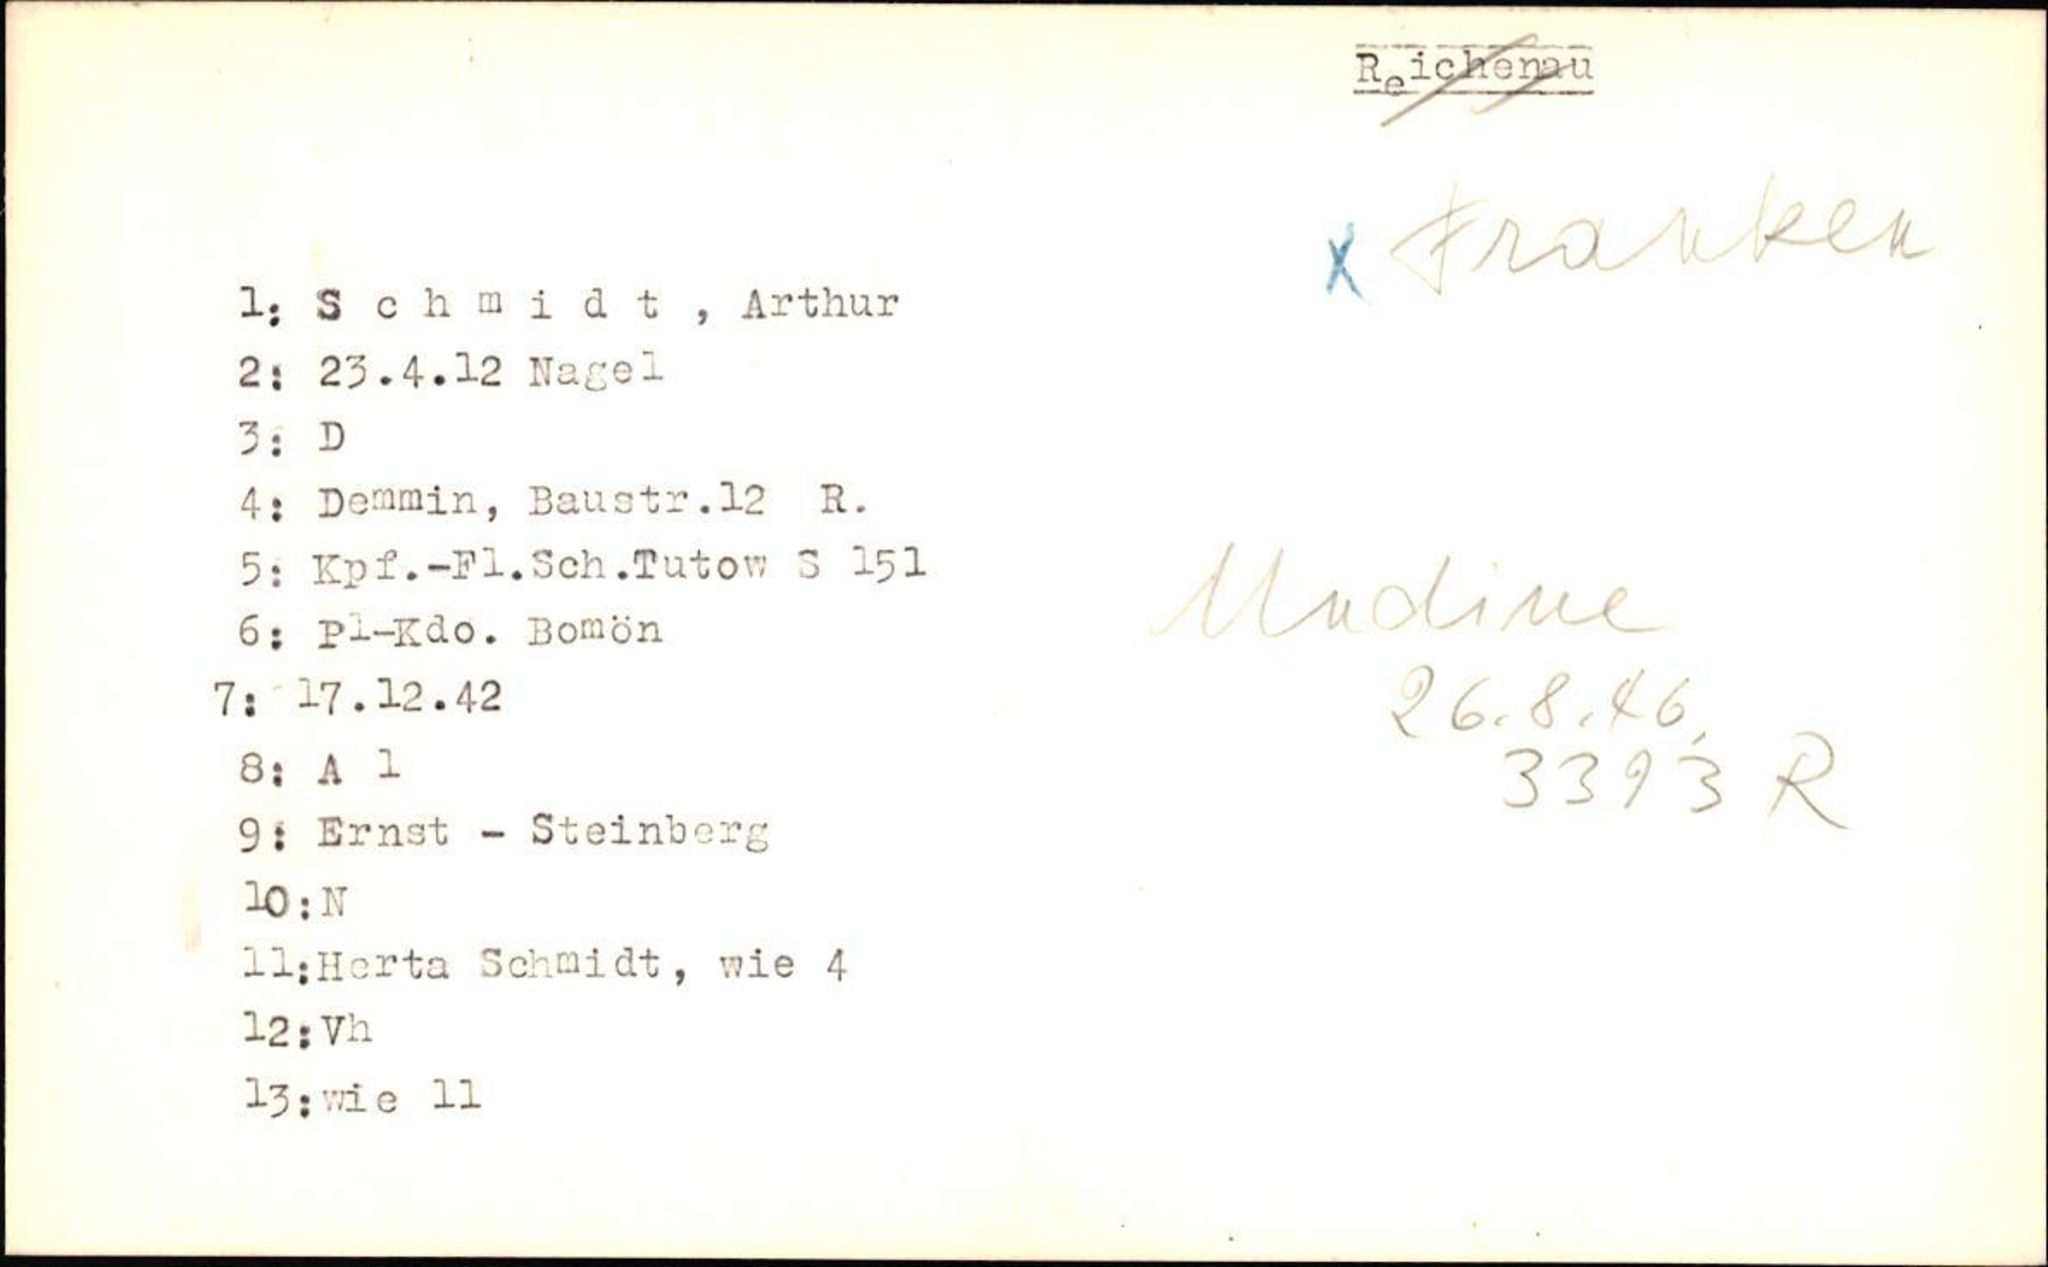 Reichenau
x Franken
1: S c h m i d t , Arthur
2: 23.4.12 Nagel
3: D
4: Demmin, Baustr.12 R.
5: Kpf.-Fl.Sch.Tutow S 151
6: Pl-Kdo. Bomön
Undine
7: 17.12.42
26.8.46,
8: A l
3393 R
9: Ernst - Steinberg
10:N
11:Herta Schmidt, wie 4
12:Vh
13:wie 11